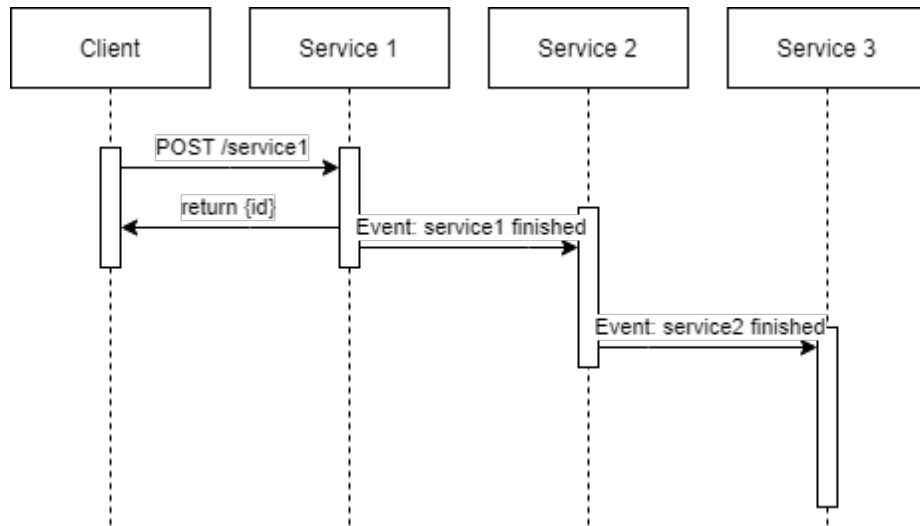 Client
Service 1
Service 2
Service 3
POST /service1
return {id}
Event: service1 finished
Event: service2 finished